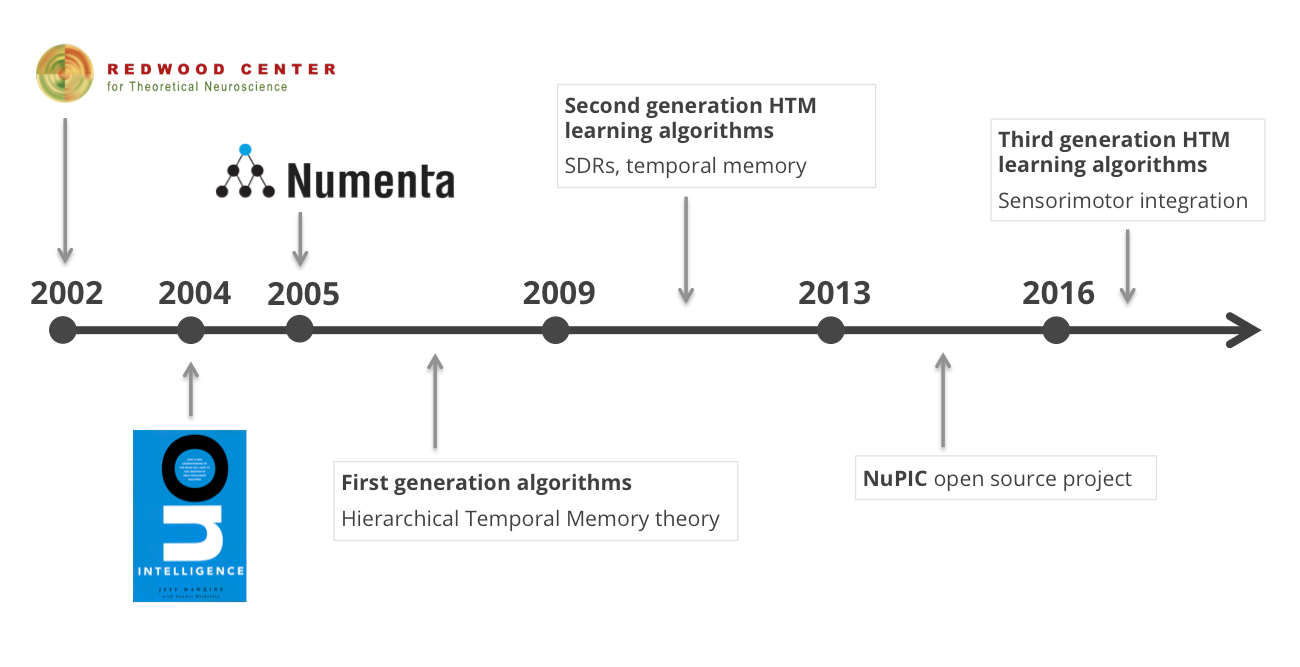 REDWOOD CENTER
for Theoretical Neuroscience
Numenta
Second generation HTM
learning algorithms
SDRs, temporal memory
Third generation HTM
learning algorithms
Sensorimotor integration
2002
2004
2005
2009
2013
2016
On
INTELLIGENCE
JEFF HAWKINS
First generation algorithms
Hierarchical Temporal Memory theory
NuPIC open source project